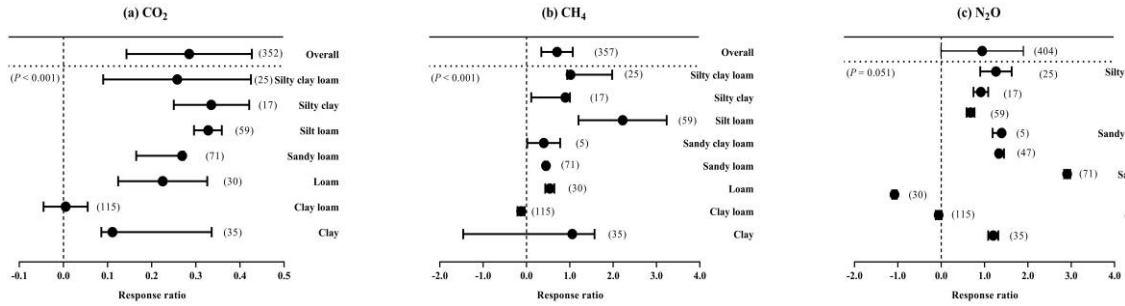 (a) CO2
(352) Overall
(P < 0.001)
(25) Silty clay loam
(17) Silty clay
(59) Silt loam
(71) Sandy loam
(30) Loam
(115) Clay loam
(35) Clay
-0.1 0.0 0.1 0.2 0.3 0.4 0.5
Response ratio
(b) CH4
(357) Overall
(P < 0.001)
(25) Silty clay loam
(17) Silty clay
(59) Silt loam
(5) Sandy clay loam
(71) Sandy loam
(30) Loam
(115) Clay loam
(35) Clay
-2.0 -1.0 0.0 1.0 2.0 3.0 4.0
Response ratio
(c) N2O
(404)
(P = 0.051)
(25) Silty
(17)
(59)
(5) Sandy
(47)
(71)
(30)
(115)
(35)
-2.0 -1.0 0.0 1.0 2.0 3.0 4.0
Response ratio